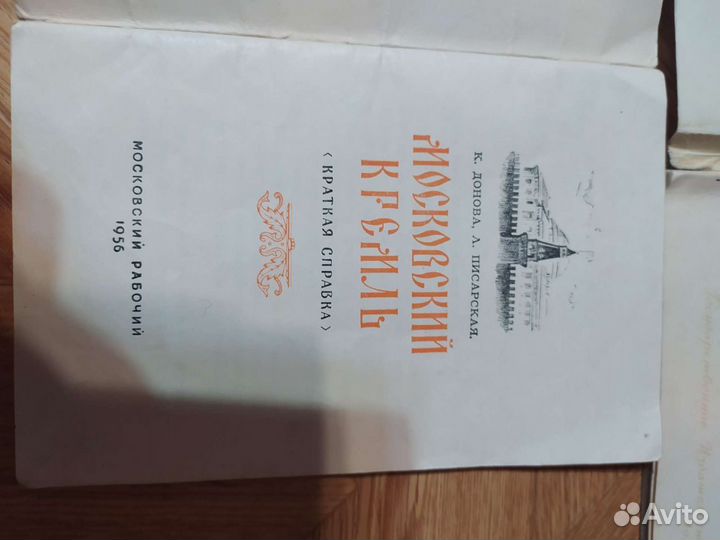 К. ДОНОВА, Л. ПИСАРСКАЯ.
МОСКОВСКИЙ
КРЕМЛЬ
(КРАТКАЯ СПРАВКА)
МОСКОВСКИЙ РАБОЧИЙ
1956
Avito